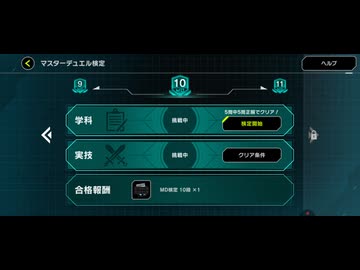 マスターデュエル検定
ヘルプ
9
10
11
学科
挑戦中
5問中5問正解でクリア！
検定開始
実技
挑戦中
クリア条件
合格報酬
MD検定 10級 ×1